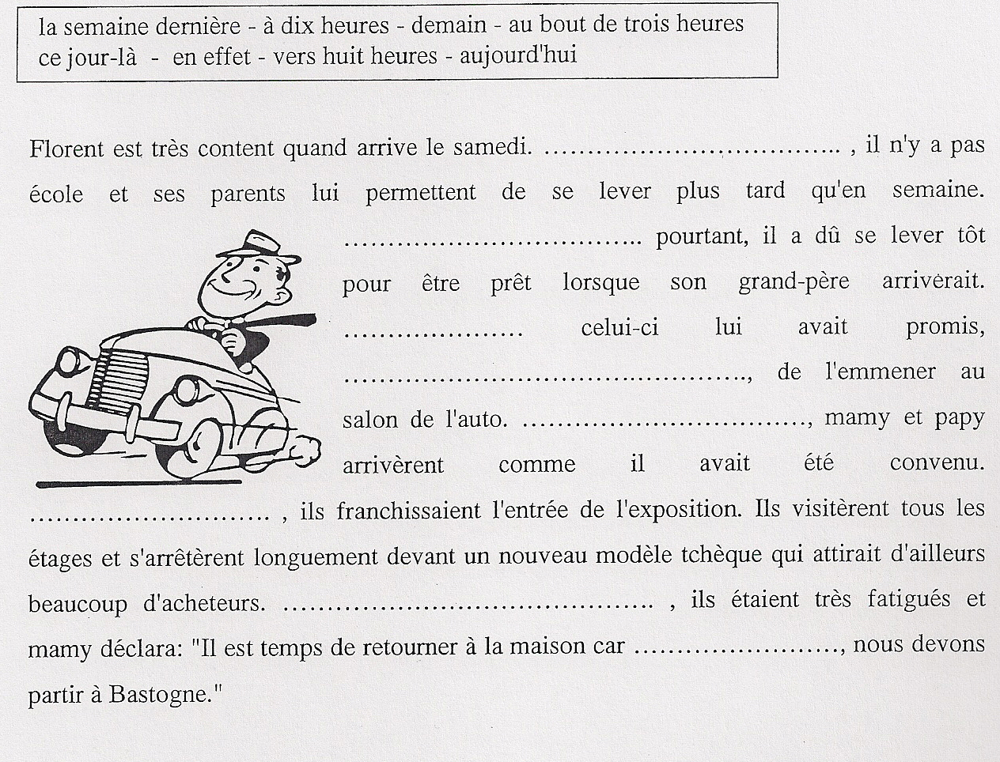 la semaine dernière - à dix heures - demain - au bout de trois heures
ce jour-là - en effet - vers huit heures - aujourd'hui
Florent est très content quand arrive le samedi. ..................................... , il n'y a pas
école et ses parents lui permettent de se lever plus tard qu'en semaine.
..................................... pourtant, il a dû se lever tôt
pour être prêt lorsque son grand-père arriverait.
...................... celui-ci lui avait promis,
................................................, de l'emmener au
salon de l'auto. ..................................., mamy et papy
arrivèrent comme il avait été convenu.
.............................. , ils franchissaient l'entrée de l'exposition. Ils visitèrent tous les
étages et s'arrêtèrent longuement devant un nouveau modèle tchèque qui attirait d'ailleurs
beaucoup d'acheteurs. .............................................. , ils étaient très fatigués et
mamy déclara: "Il est temps de retourner à la maison car ........................, nous devons
partir à Bastogne."